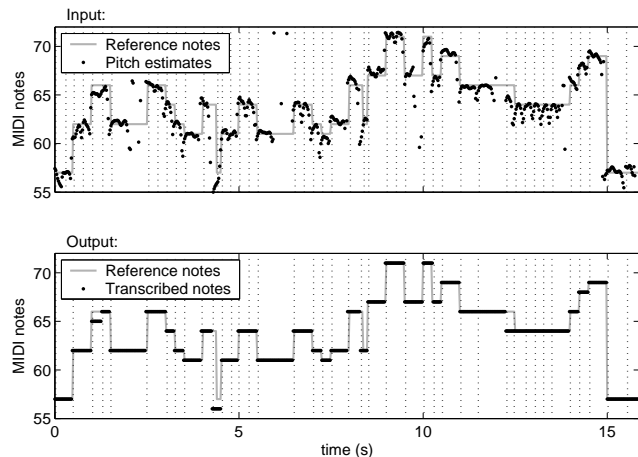 Input:
MIDI notes
70
65
60
55
Reference notes
Pitch estimates
Output:
MIDI notes
70
65
60
55
Reference notes
Transcribed notes
0
5
10
15
time (s)